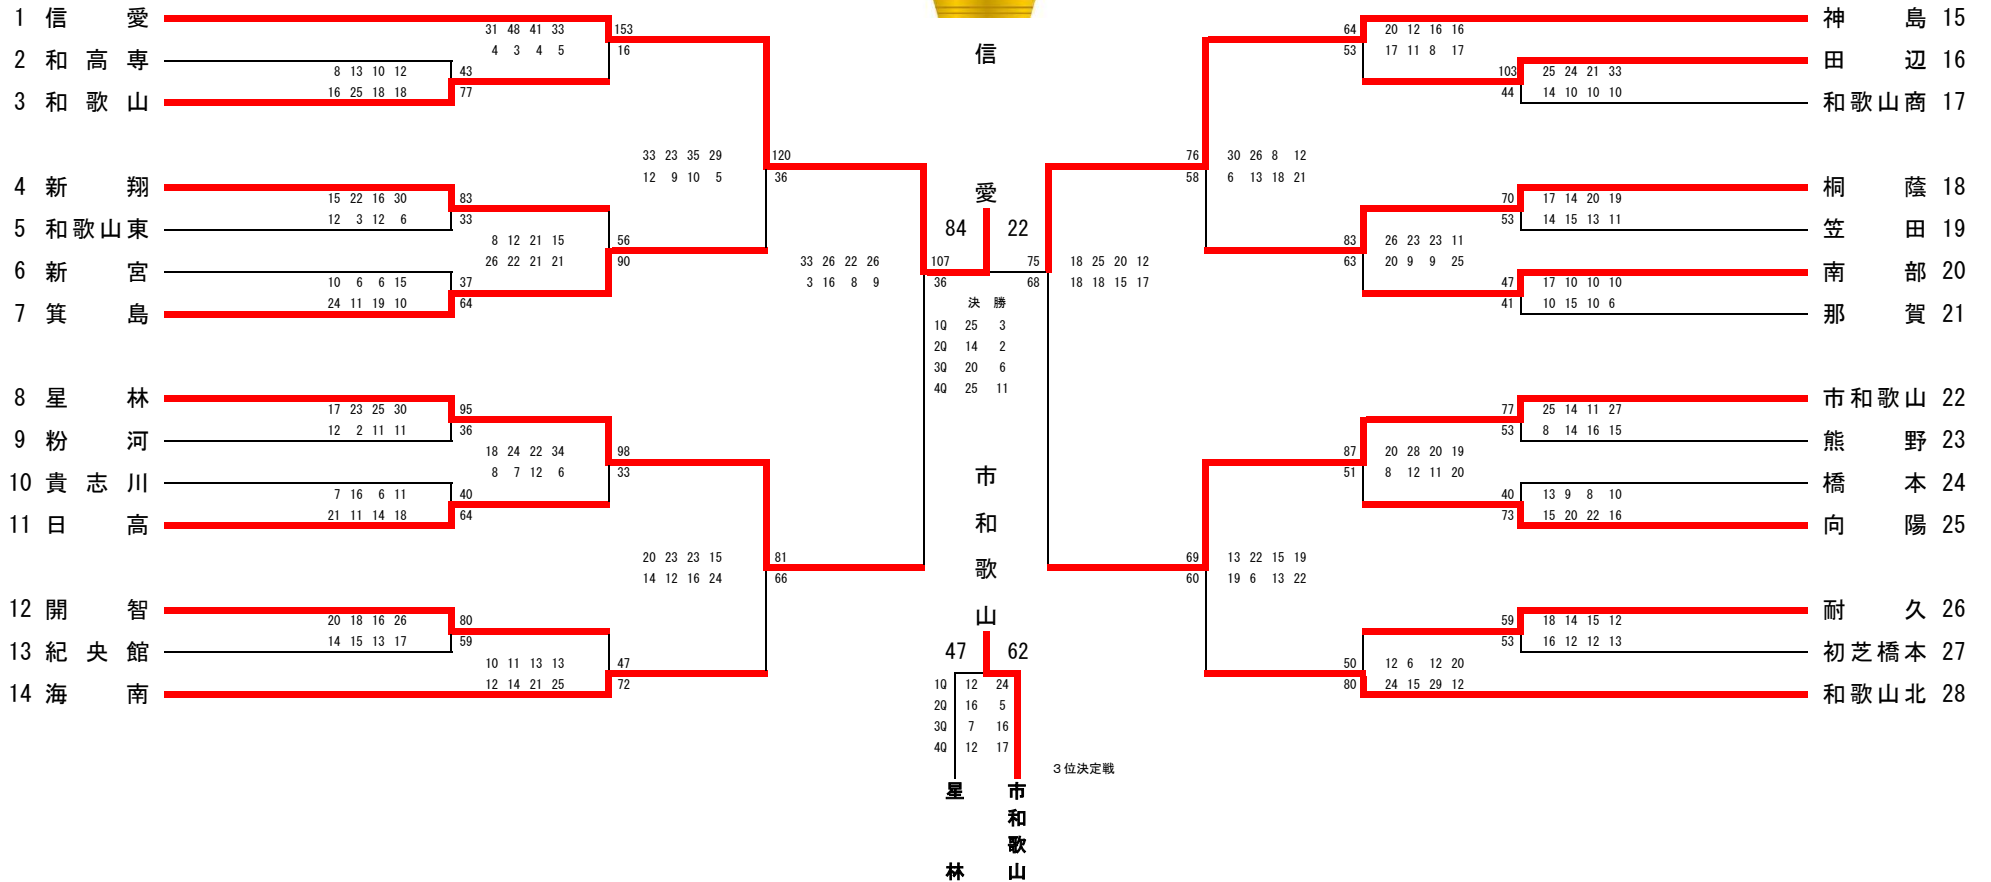 1 信愛
2 和高専
3 和歌山
4 新翔
5 和歌山東
6 新宮
7 箕島
8 星林
9 粉河
10 貴志川
11 日高
12 開智
13 紀央館
14 海南
8 13 10 12 43
16 25 18 18 77
15 22 16 30 83
12 3 12 6 33
10 6 6 15 37
24 11 19 10 64
17 23 25 30 95
12 2 11 11 36
7 16 6 11 40
21 11 14 18 64
20 18 16 26 80
14 15 13 17 59
31 48 41 33 153
4 3 4 5 16
8 12 21 15 56
26 22 21 21 90
18 24 22 34 98
8 7 12 6 33
10 11 13 13 47
12 14 21 25 72
33 23 35 29 120
12 9 10 5 36
20 23 23 15 81
14 12 16 24 66
33 26 22 26 107
3 16 8 9 36
信愛
84 22
決勝
1Q 25 3
2Q 14 2
3Q 20 6
4Q 25 11
市和歌山
47 62
1Q 12 24
2Q 16 5
3Q 7 16
4Q 12 17
3位決定戦
星林
市和歌山
75 18 25 20 12
68 18 18 15 17
76 30 26 8 12
58 6 13 18 21
69 13 22 15 19
60 19 6 13 22
64 20 12 16 16
53 17 11 8 17
83 26 23 23 11
63 20 9 9 25
87 20 28 20 19
51 8 12 11 20
50 12 6 12 20
80 24 15 29 12
103 25 24 21 33
44 14 10 10 10
70 17 14 20 19
53 14 15 13 11
47 17 10 10 10
41 10 15 10 6
77 25 14 11 27
53 8 14 16 15
40 13 9 8 10
73 15 20 22 16
59 18 14 15 12
53 16 12 12 13
神島 15
田辺 16
和歌山商 17
桐蔭 18
笠田 19
南部 20
那賀 21
市和歌山 22
熊野 23
橋本 24
向陽 25
耐久 26
初芝橋本 27
和歌山北 28